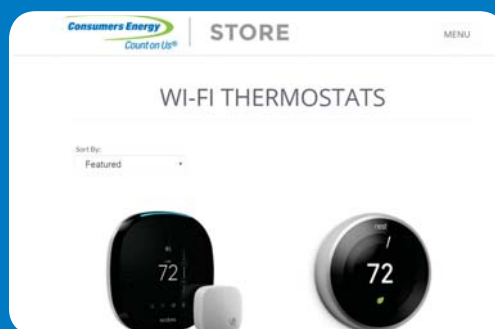 Consumers Energy
Count on Us®
STORE
MENU
WI-FI THERMOSTATS
Sort By:
Featured
72
nest
72